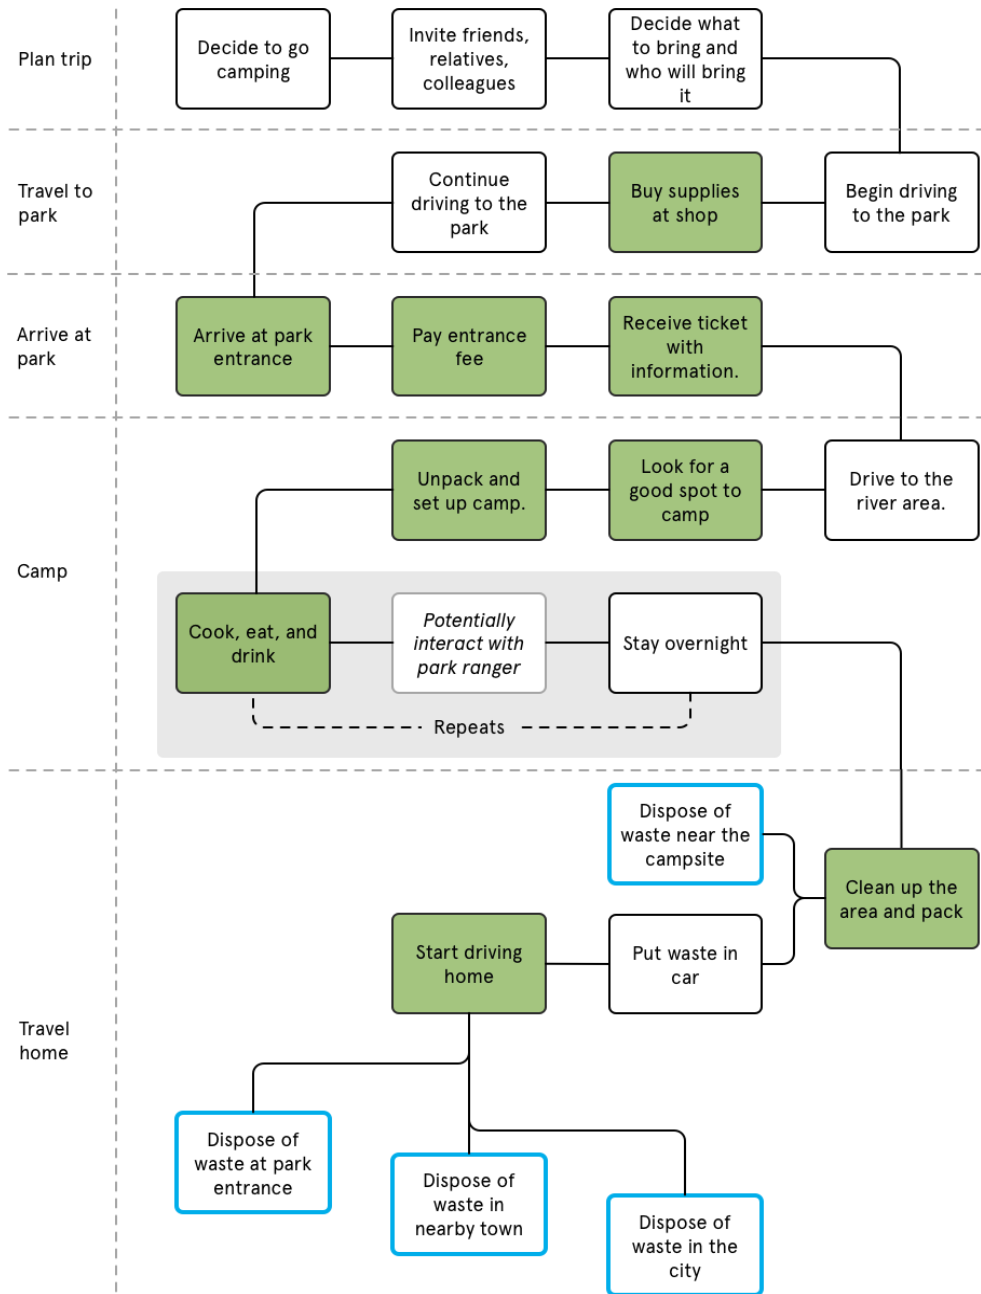 Plan trip
Decide to go
camping
Invite friends,
relatives,
colleagues
Decide what
to bring and
who will bring
it
Travel to
park
Continue
driving to the
park
Buy supplies
at shop
Begin driving
to the park
Arrive at
park
Arrive at park
entrance
Pay entrance
fee
Receive ticket
with
information.
Camp
Unpack and
set up camp.
Look for a
good spot to
camp
Drive to the
river area.
Cook, eat, and
drink
Potentially
interact with
park ranger
Stay overnight
Repeats
Travel
home
Dispose of
waste near the
campsite
Clean up the
area and pack
Start driving
home
Put waste in
car
Dispose of
waste at park
entrance
Dispose of
waste in
nearby town
Dispose of
waste in the
city